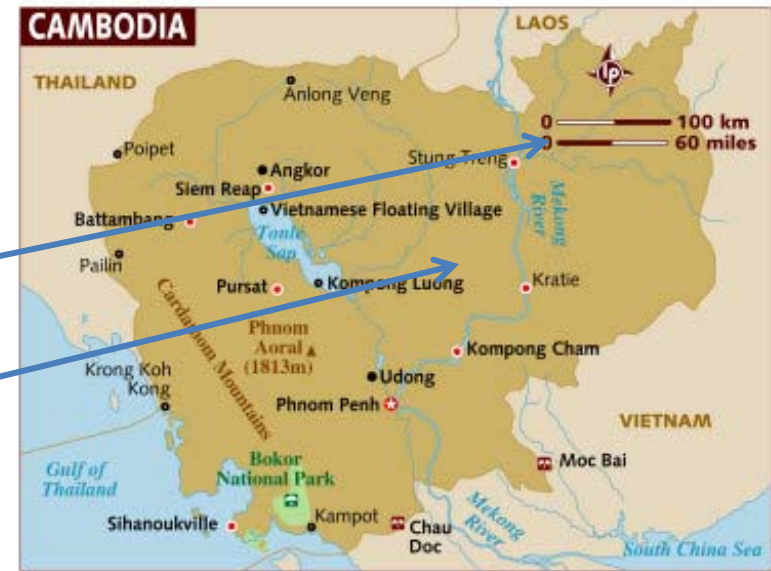 CAMBODIA
LAOS
THAILAND
lp
Anlong Veng
0 100 km
0 60 miles
Poipet
Stung Treng
Angkor
Siem Reap
Mekong
River
Battambang
Vietnamese Floating Village
Tonle
Sap
Pailin
Pursat
Kompong Luong
Kratie
Cardamom Mountains
Phnom
Aoral
(1813m)
Kompong Cham
Krong Koh
Kong
Udong
Phnom Penh
VIETNAM
Bokor
National Park
Moc Bai
Gulf of
Thailand
Mekong
River
Sihanoukville
Kampot
Chau
Doc
South China Sea